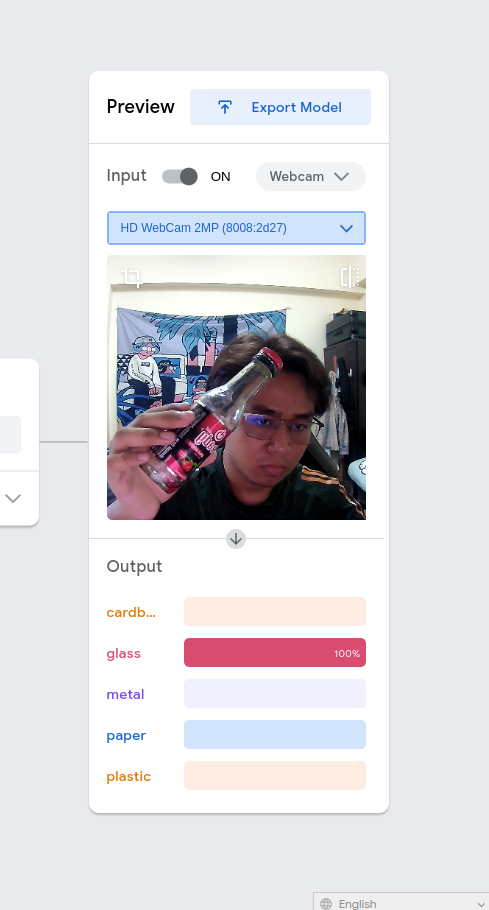 Preview
Export Model
Input
ON
Webcam
HD WebCam 2MP (8008:2d27)
Output
cardb...
glass
100%
metal
paper
plastic
English